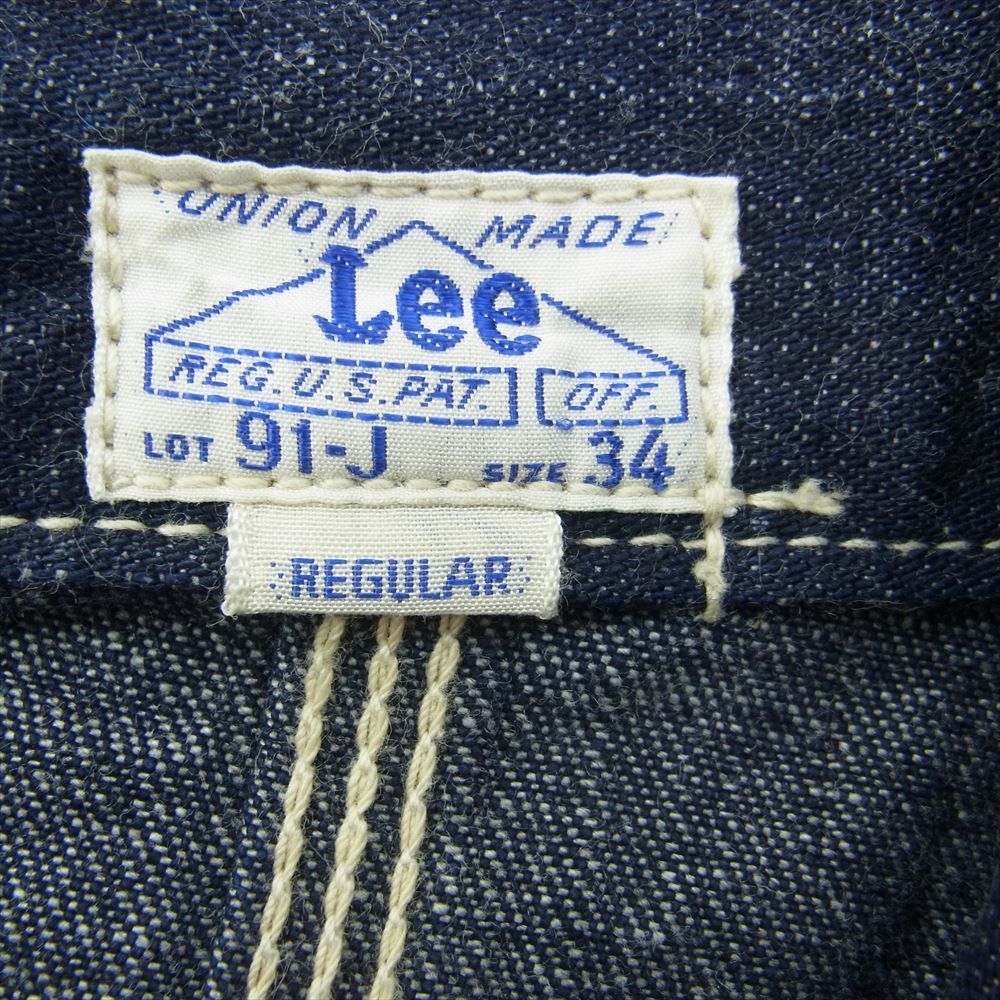 UNION MADE
Lee
REG. U.S. PAT. OFF.
LOT 91-J SIZE 34
REGULAR